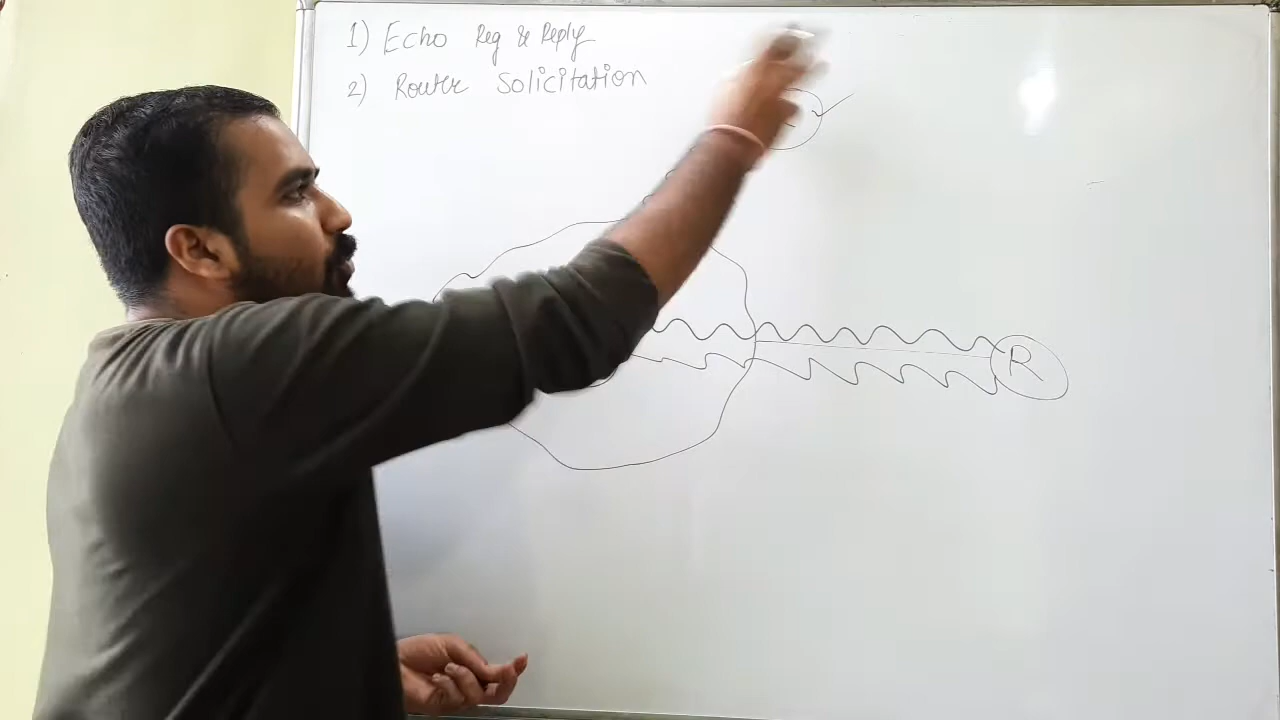 1) Echo Req & Reply
2) Router Solicitation
R